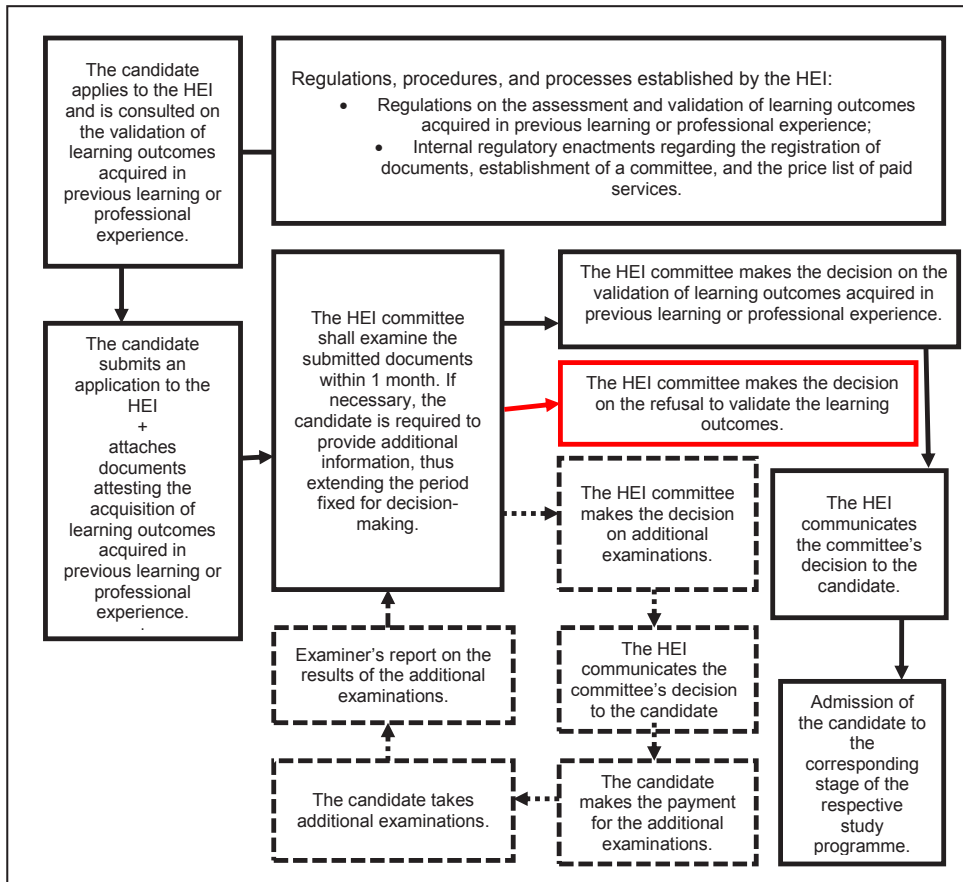 The candidate
applies to the HEI
and is consulted on
the validation of
learning outcomes
acquired in
previous learning or
professional
experience.
Regulations, procedures, and processes established by the HEI:
• Regulations on the assessment and validation of learning outcomes
acquired in previous learning or professional experience;
• Internal regulatory enactments regarding the registration of
documents, establishment of a committee, and the price list of paid
services.
The candidate
submits an
application to the
HEI
+
attaches
documents
attesting the
acquisition of
learning outcomes
acquired in
previous learning or
professional
experience.
.
The HEI committee
shall examine the
submitted documents
within 1 month. If
necessary, the
candidate is required to
provide additional
information, thus
extending the period
fixed for decision-
making.
The HEI committee makes the decision on the
validation of learning outcomes acquired in
previous learning or professional experience.
The HEI committee makes the decision
on the refusal to validate the learning
outcomes.
The HEI committee
makes the decision
on additional
examinations.
The HEI
communicates
the committee's
decision to the
candidate.
Examiner's report on the
results of the additional
examinations.
The HEI
communicates the
committee's decision
to the candidate
Admission of
the candidate to
the
corresponding
stage of the
respective
study
programme.
The candidate takes
additional examinations.
The candidate
makes the payment
for the additional
examinations.